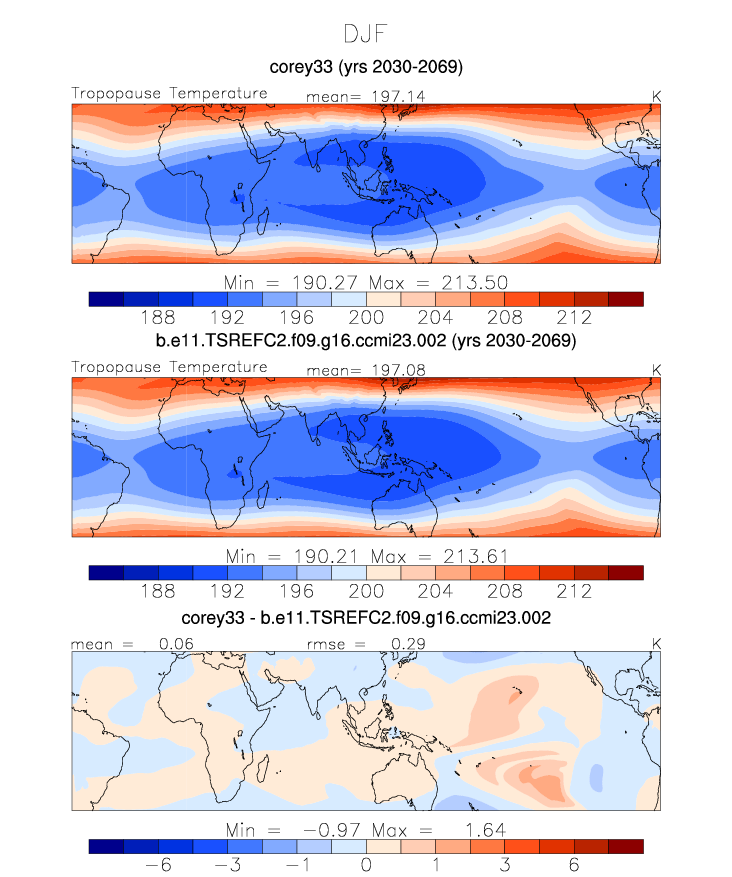 DJF
corey33 (yrs 2030-2069)
Tropopause Temperature mean= 197.14 K
Min = 190.27 Max = 213.50
188 192 196 200 204 208 212
b.e11.TSREFC2.f09.g16.ccmi23.002 (yrs 2030-2069)
Tropopause Temperature mean= 197.08 K
Min = 190.21 Max = 213.61
188 192 196 200 204 208 212
corey33 - b.e11.TSREFC2.f09.g16.ccmi23.002
mean = 0.06 rmse = 0.29 K
Min = -0.97 Max = 1.64
-6 -3 -1 0 1 3 6